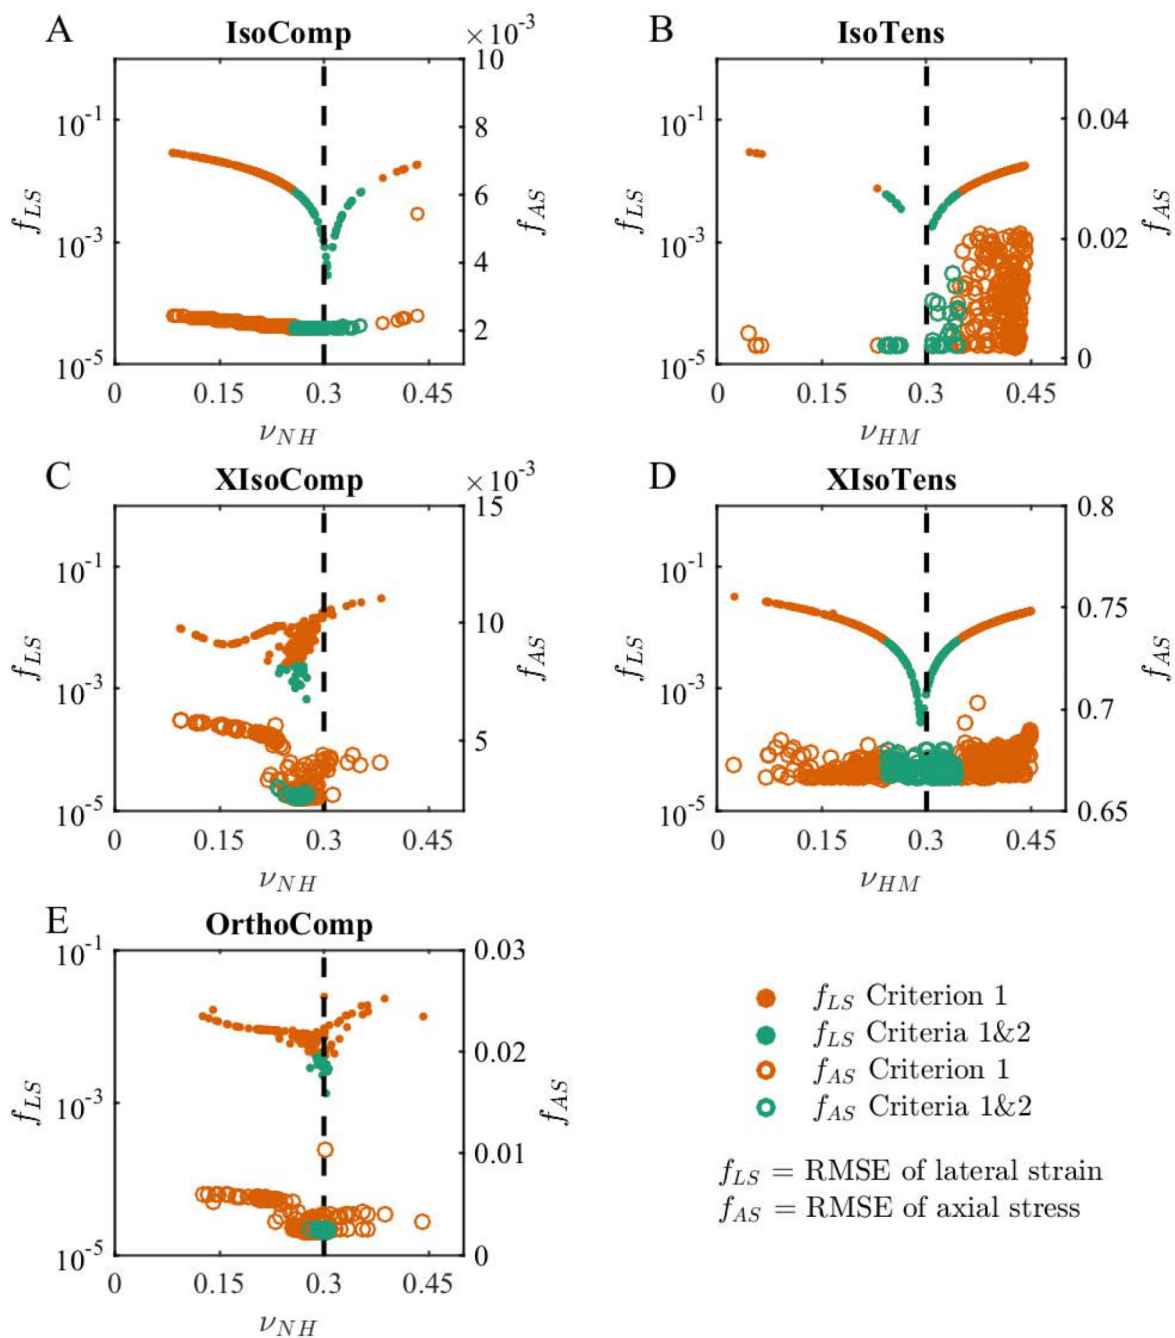 A
IsoComp
× 10⁻³
10
8
6
4
2
10⁻¹
10⁻³
10⁻⁵
0
0.15
0.3
0.45
f_LS
f_AS
ν_NH
B
IsoTens
0.04
0.02
0
10⁻¹
10⁻³
10⁻⁵
0
0.15
0.3
0.45
f_LS
f_AS
ν_HM
C
XIsoComp
× 10⁻³
15
10
5
10⁻¹
10⁻³
10⁻⁵
0
0.15
0.3
0.45
f_LS
f_AS
ν_NH
D
XIsoTens
0.8
0.75
0.7
0.65
10⁻¹
10⁻³
10⁻⁵
0
0.15
0.3
0.45
f_LS
f_AS
ν_HM
E
OrthoComp
0.03
0.02
0.01
0
10⁻¹
10⁻³
10⁻⁵
0
0.15
0.3
0.45
f_LS
f_AS
ν_NH
f_LS Criterion 1
f_LS Criteria 1&2
f_AS Criterion 1
f_AS Criteria 1&2
f_LS = RMSE of lateral strain
f_AS = RMSE of axial stress